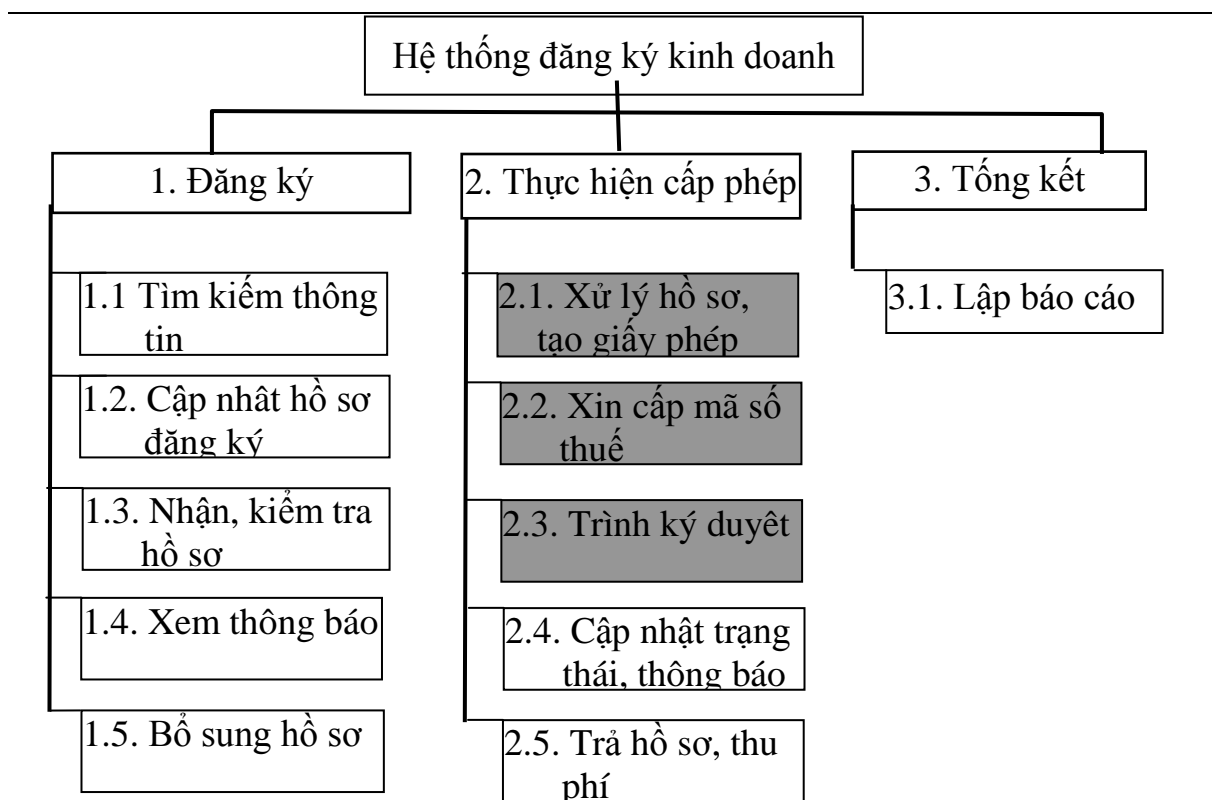 Hệ thống đăng ký kinh doanh
1. Đăng ký
2. Thực hiện cấp phép
3. Tổng kết
1.1 Tìm kiếm thông
tin
1.2. Cập nhât hồ sơ
đăng ký
1.3. Nhận, kiểm tra
hồ sơ
1.4. Xem thông báo
1.5. Bổ sung hồ sơ
2.1. Xử lý hồ sơ,
tạo giấy phép
2.2. Xin cấp mã số
thuế
2.3. Trình ký duyêt
2.4. Cập nhật trạng
thái, thông báo
2.5. Trả hồ sơ, thu
phí
3.1. Lập báo cáo